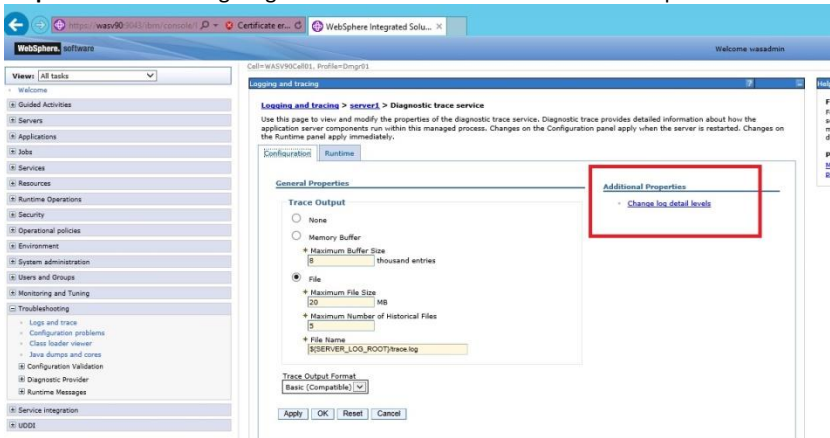 https://wasv90:9043/ibm/console/l
Certificate er...
WebSphere Integrated Solu...
WebSphere. software
Welcome wasadmin
View: All tasks
Welcome
Guided Activities
Servers
Applications
Jobs
Services
Resources
Runtime Operations
Security
Operational policies
Environment
System administration
Users and Groups
Monitoring and Tuning
Troubleshooting
Logs and trace
Configuration problems
Class loader viewer
Java dumps and cores
Configuration Validation
Diagnostic Provider
Runtime Messages
Service integration
UDDI
Cell=WASV90Cell01, Profile=Dmgr01
Logging and tracing
Logging and tracing > server1 > Diagnostic trace service
Use this page to view and modify the properties of the diagnostic trace service. Diagnostic trace provides detailed information about how the
application server components run within this managed process. Changes on the Configuration panel apply when the server is restarted. Changes on
the Runtime panel apply immediately.
Configuration Runtime
General Properties
Trace Output
None
Memory Buffer
+ Maximum Buffer Size
8 thousand entries
File
+ Maximum File Size
20 MB
+ Maximum Number of Historical Files
5
+ File Name
${SERVER_LOG_ROOT}/trace.log
Trace Output Format
Basic (Compatible)
Apply OK Reset Cancel
Additional Properties
Change log detail levels